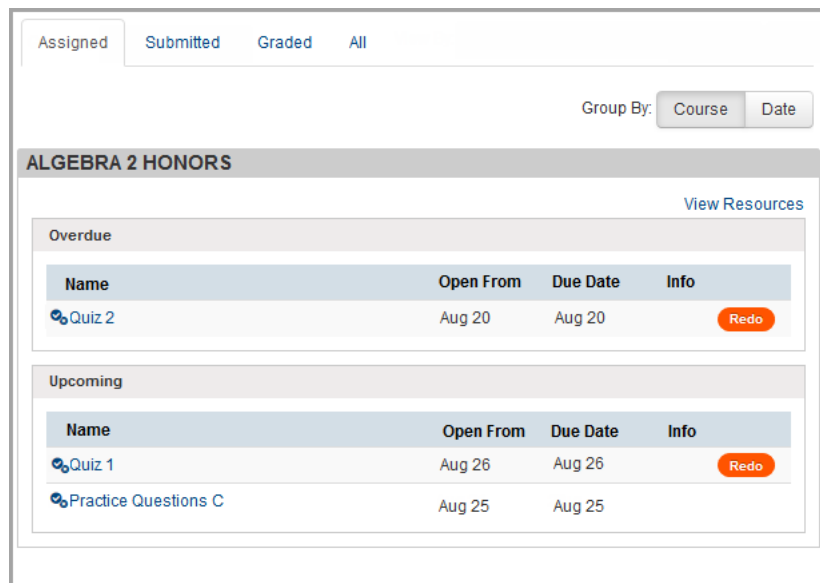 Assigned Submitted Graded All
Group By: Course Date
ALGEBRA 2 HONORS
View Resources
Overdue
Name Open From Due Date Info
Quiz 2 Aug 20 Aug 20 Redo
Upcoming
Name Open From Due Date Info
Quiz 1 Aug 26 Aug 26 Redo
Practice Questions C Aug 25 Aug 25